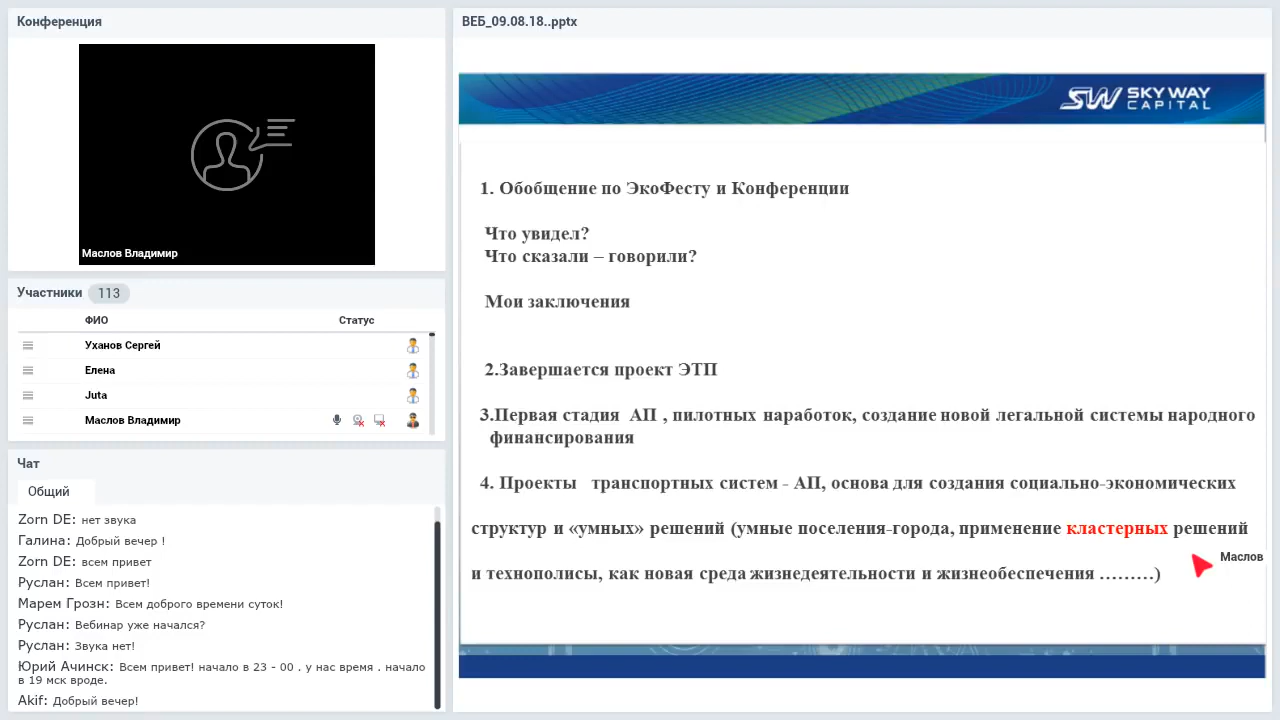 Конференция
Маслов Владимир
Участники 113
ФИО Статус
Уханов Сергей
Елена
Juta
Маслов Владимир
Чат
Общий
Zorn DE: нет звука
Галина: Добрый вечер !
Zorn DE: всем привет
Руслан: Всем привет!
Марем Грозн: Всем доброго времени суток!
Руслан: Вебинар уже начался?
Руслан: Звука нет!
Юрий Ачинск: Всем привет! начало в 23 - 00 . у нас время . начало
в 19 мск вроде.
Akif: Добрый вечер!
ВЕБ_09.08.18..pptx
SW SKY WAY
CAPITAL
1. Обобщение по ЭкоФесту и Конференции
Что увидел?
Что сказали – говорили?
Мои заключения
2.Завершается проект ЭТП
3.Первая стадия АП , пилотных наработок, создание новой легальной системы народного
финансирования
4. Проекты транспортных систем - АП, основа для создания социально-экономических
структур и «умных» решений (умные поселения-города, применение кластерных решений
Маслов
и технополисы, как новая среда жизнедеятельности и жизнеобеспечения ………)